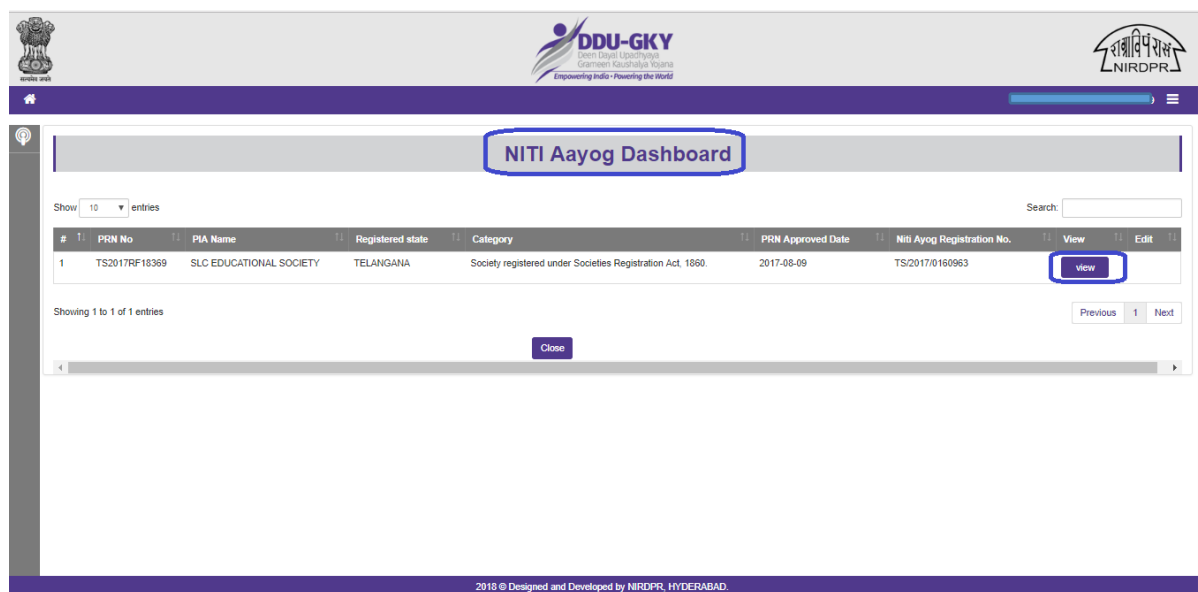 सत्यमेव जयते
DDU-GKY
Deen Dayal Upadhyaya
Grameen Kaushalya Yojana
Empowering India - Powering the World
राग्राविपंरासं
NIRDPR
NITI Aayog Dashboard
Show 10 entries
Search:
# PRN No PIA Name Registered state Category PRN Approved Date Niti Ayog Registration No. View Edit
1 TS2017RF18369 SLC EDUCATIONAL SOCIETY TELANGANA Society registered under Societies Registration Act, 1860. 2017-08-09 TS/2017/0160963 view
Showing 1 to 1 of 1 entries
Previous 1 Next
Close
2018 © Designed and Developed by NIRDPR, HYDERABAD.